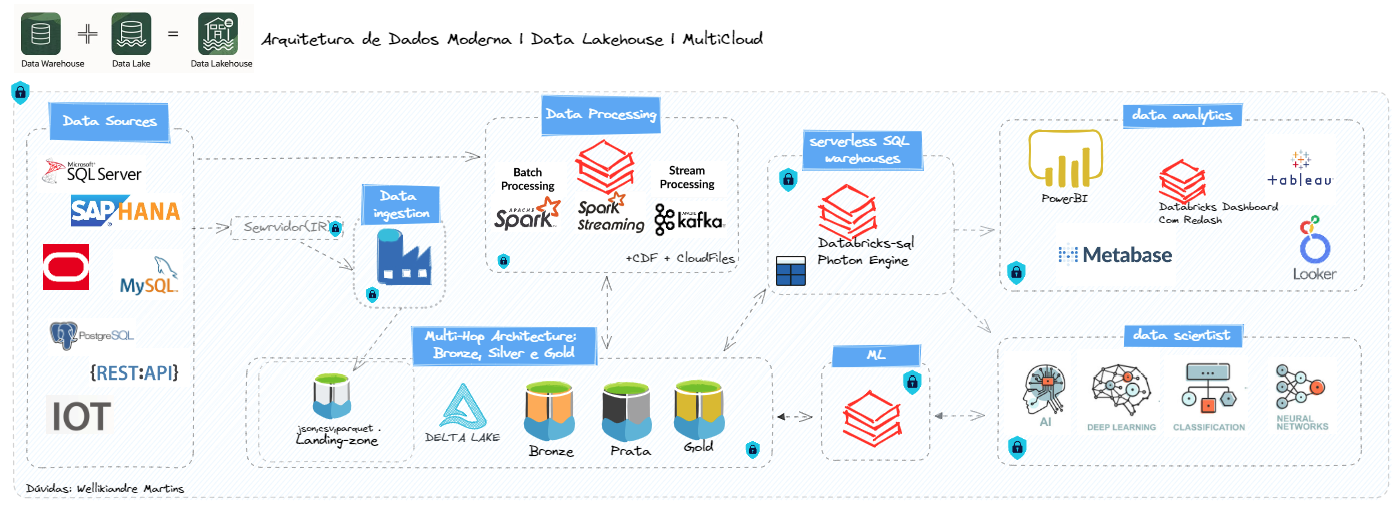 Data Warehouse
Data Lake
=
Data Lakehouse
Arquitetura de Dados Moderna | Data Lakehouse | MultiCloud
Data Sources
Microsoft
SQL Server
SAP HANA
MySQL
PostgreSQL
{REST:API}
IOT
Sewrvidor(IR)
Data
ingestion
Data Processing
Batch
Processing
Stream
Processing
APACHE
Spark
Spark
Streaming
APACHE
kafka
+CDF + CloudFiles
serverless SQL
warehouses
Databricks-sql
Photon Engine
data analytics
PowerBI
Databricks Dashboard
Com Redash
+ableau
Metabase
Looker
Multi-Hop Architecture:
Bronze, Silver e Gold
json,csv,parquet .
Landing-zone
DELTA LAKE
Bronze
Prata
Gold
ML
data scientist
AI
DEEP LEARNING
CLASSIFICATION
NEURAL
NETWORKS
Dúvidas: Wellikiandre Martins